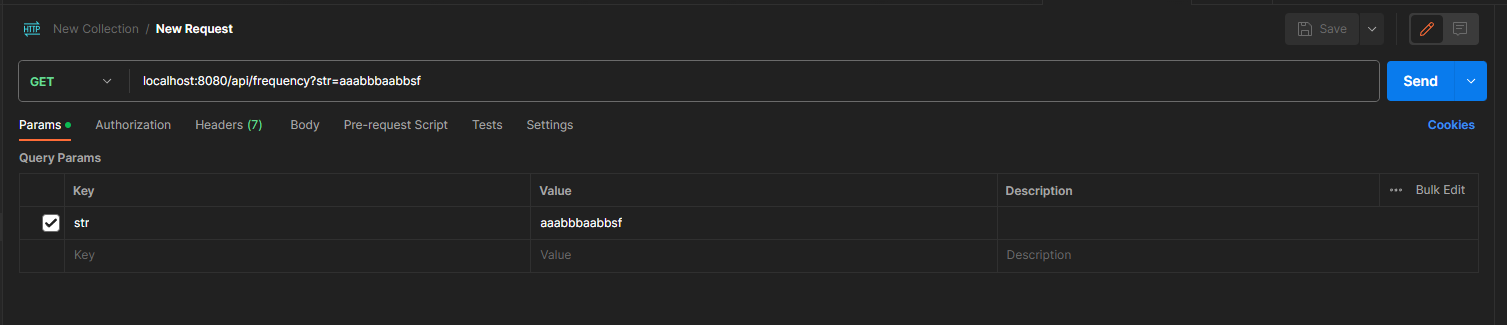 HTTP New Collection / New Request Save
GET localhost:8080/api/frequency?str=aaabbbaabbsf Send
Params Authorization Headers (7) Body Pre-request Script Tests Settings Cookies
Query Params
Key Value Description ••• Bulk Edit
str aaabbbaabbsf
Key Value Description